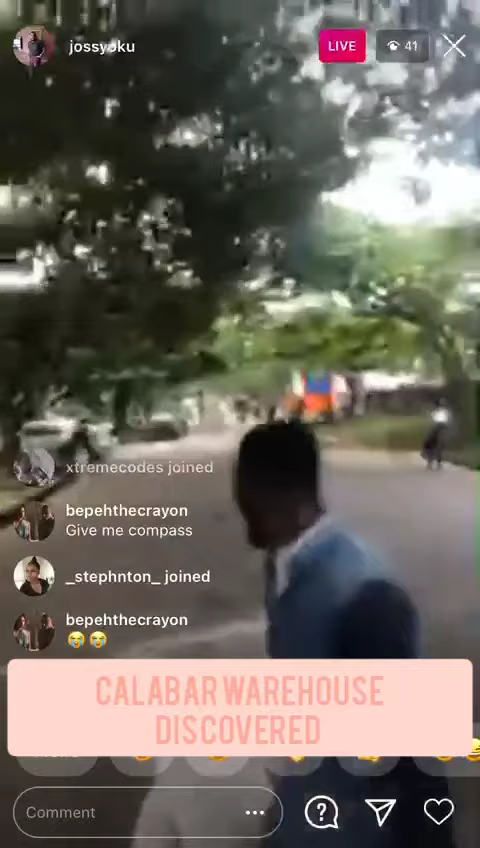 jossyoku
LIVE
41
xtremecodes joined
bepehthecrayon
Give me compass
_stephnton_ joined
bepehthecrayon
😭😭
CALABAR WAREHOUSE
DISCOVERED
Comment